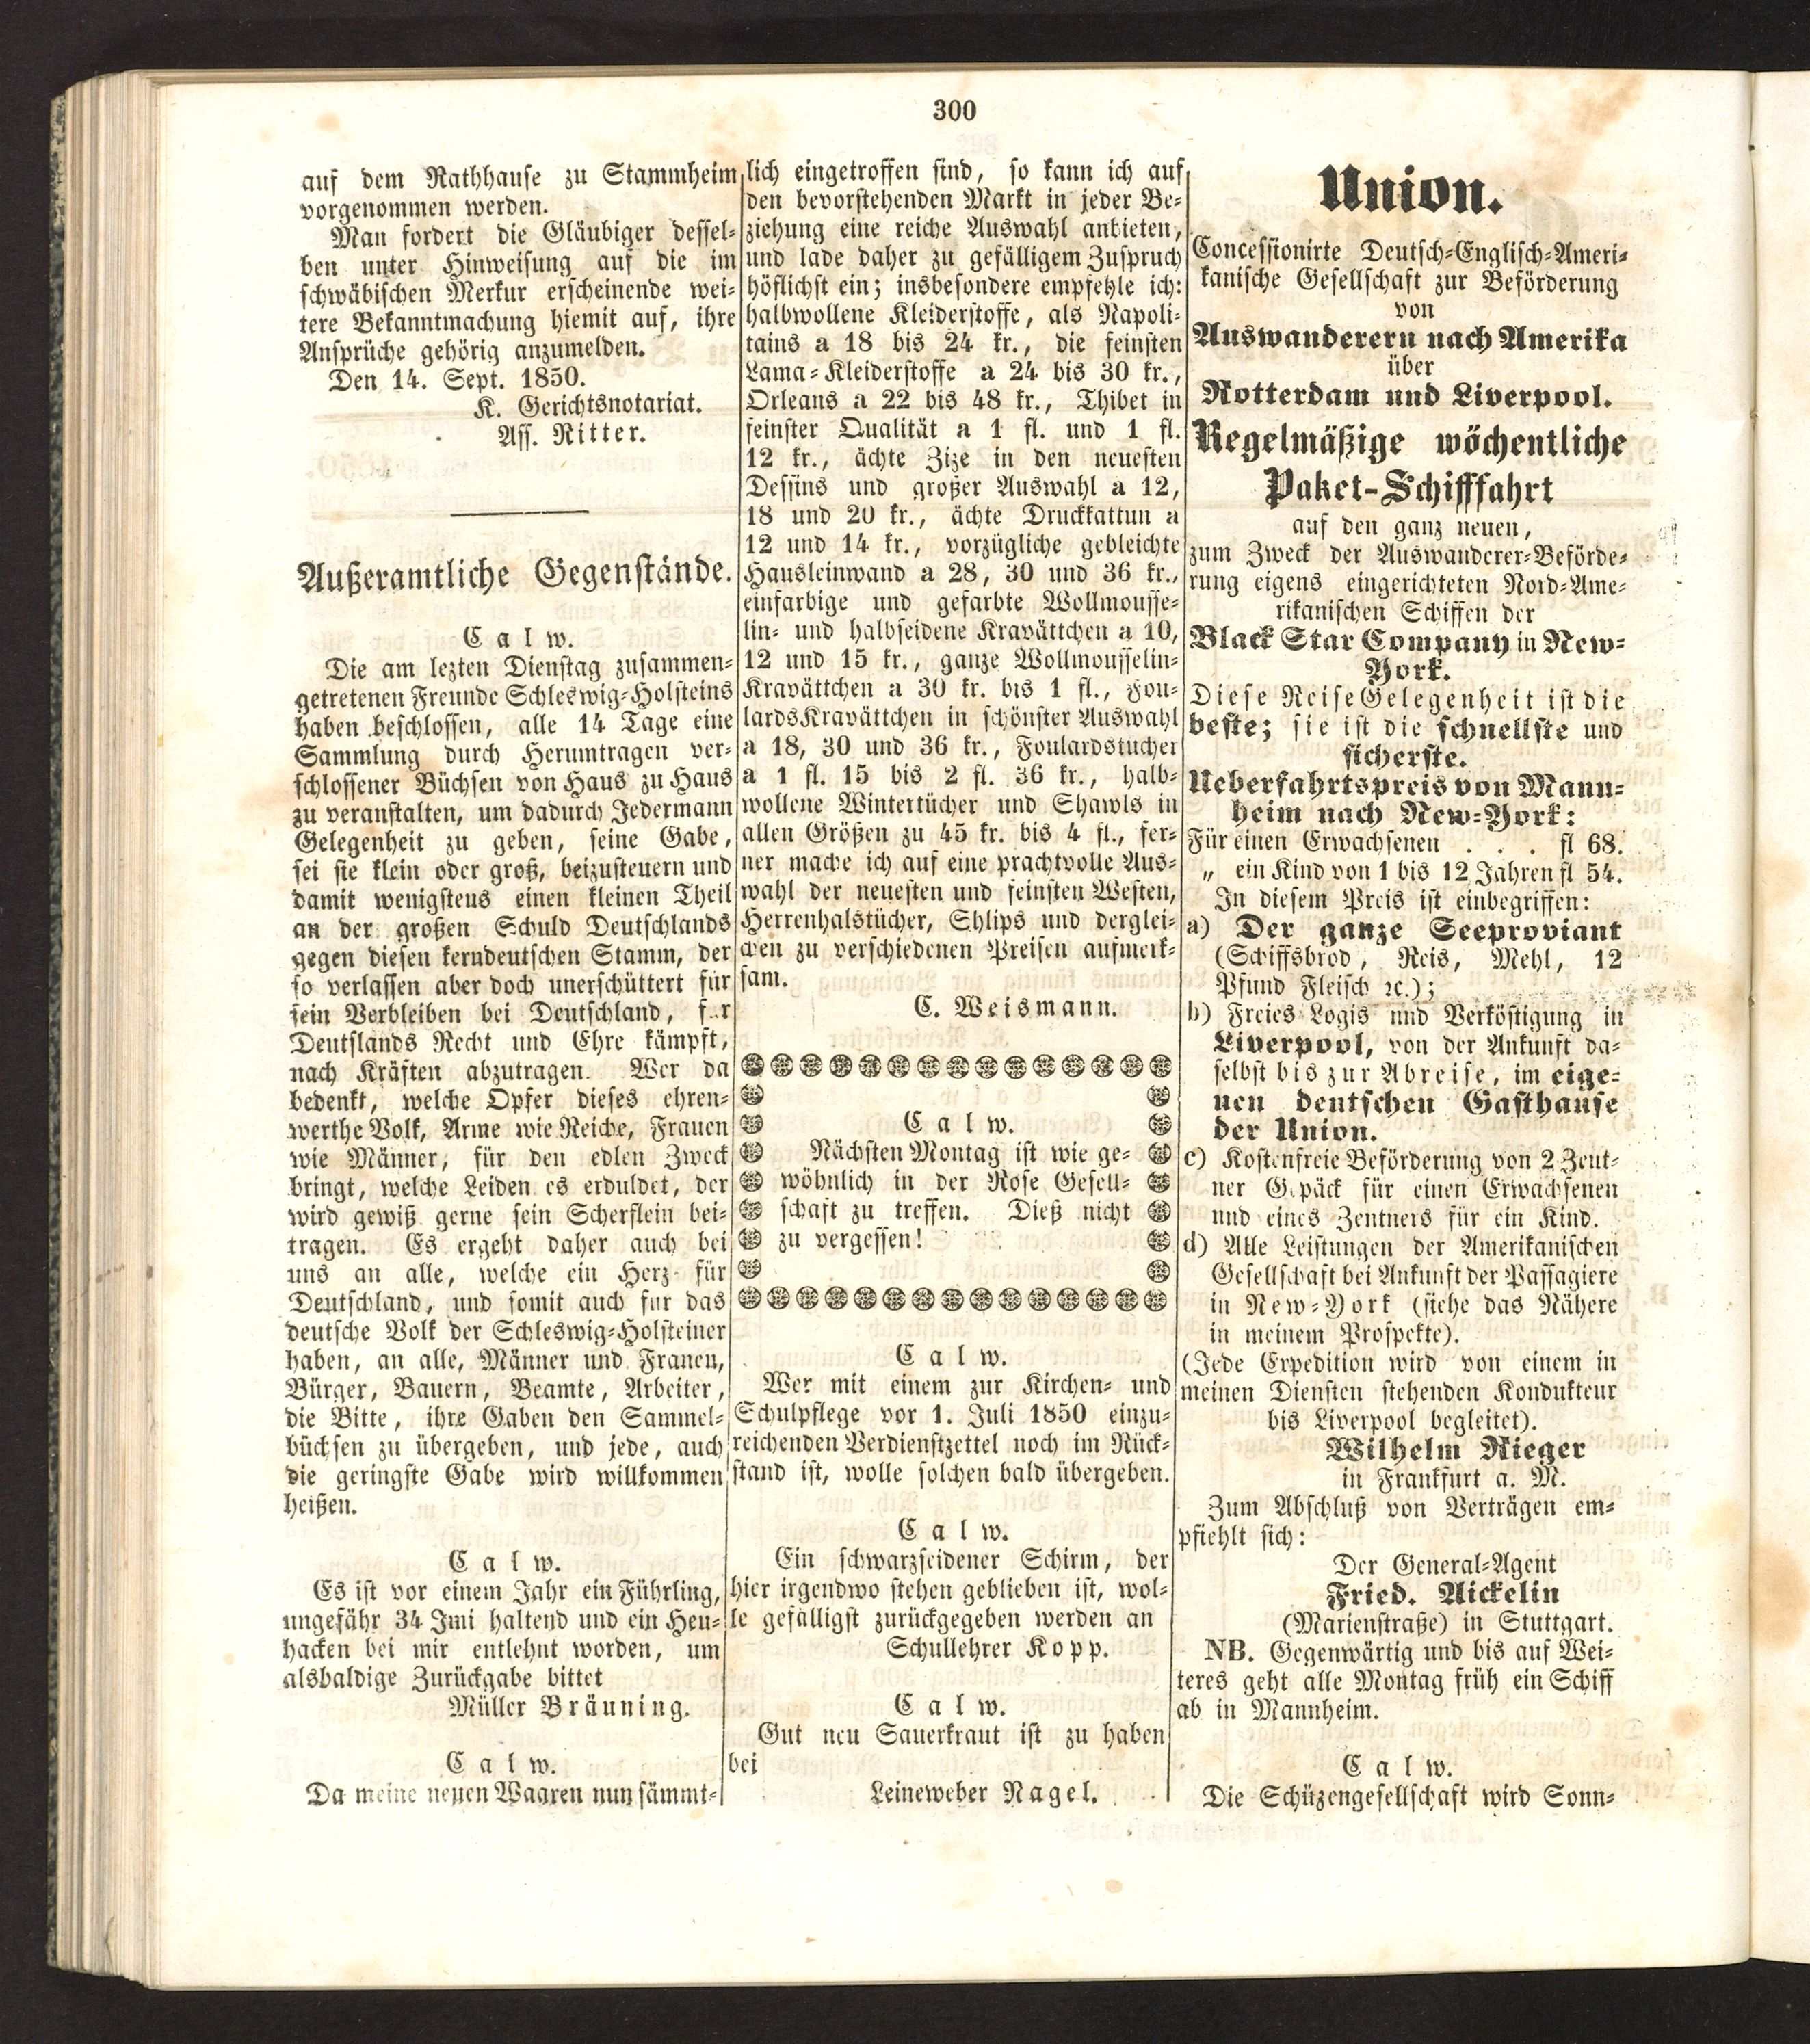 300
auf dem Rathhause zu Stammheim
vorgenommen werden.
Man fordert die Gläubiger dessel-
ben unter Hinweisung auf die im
schwäbischen Merkur erscheinende wei-
tere Bekanntmachung hiemit auf, ihre
Ansprüche gehörig anzumelden.
Den 14. Sept. 1850.
K. Gerichtsnotariat.
Ass. Ritter.
Außeramtliche Gegenstände.
Calw.
Die am lezten Dienstag zusammen-
getretenen Freunde Schleswig-Holsteins
haben beschlossen, alle 14 Tage eine
Sammlung durch Herumtragen ver-
schlossener Büchsen von Haus zu Haus
zu veranstalten, um dadurch Jedermann
Gelegenheit zu geben, seine Gabe,
sei sie klein oder groß, beizusteuern und
damit wenigstens einen kleinen Theil
an der großen Schuld Deutschlands
gegen diesen kerndeutschen Stamm, der
so verlassen aber doch unerschüttert für
sein Verbleiben bei Deutschland,
Deutslands Recht und Ehre kämpft,
nach Kräften abzutragen. Wer da
bedenkt, welche Opfer dieses ehren-
werthe Volk, Arme wie Reiche, Frauen
wie Männer, für den edlen Zweck
bringt, welche Leiden es erduldet, der
wird gewiß gerne sein Scherflein bei-
tragen. Es ergeht daher auch bei
uns an alle, welche ein Herz für
Deutschland, und somit auch für das
deutsche Volk der Schleswig-Holsteiner
haben, an alle, Männer und Frauen,
Bürger, Bauern, Beamte, Arbeiter,
die Bitte, ihre Gaben den Sammel-
büchsen zu übergeben, und jede, auch
die geringste Gabe wird willkommen
heißen.
Calw.
Es ist vor einem Jahr ein Führling,
ungefähr 34 Imi haltend und ein Heu-
hacken bei mir entlehnt worden, um
alsbaldige Zurückgabe bittet
Müller Bräuning.
Calw.
Da meine neuen Waaren nun sämmt-
lich eingetroffen sind, so kann ich auf
den bevorstehenden Markt in jeder Be-
ziehung eine reiche Auswahl anbieten,
und lade daher zu gefälligem Zuspruch
höflichst ein; insbesondere empfehle ich:
halbwollene Kleiderstoffe, als Napoli-
tains a 18 bis 24 kr., die feinsten
Lama-Kleiderstoffe a 24 bis 30 kr.,
Orleans a 22 bis 48 kr., Thibet in
feinster Qualität a 1 fl. und 1 fl.
12 kr., ächte Zize in den neuesten
Dessins und großer Auswahl a 12,
18 und 20 kr., ächte Druckkattun a
12 und 14 kr., vorzügliche gebleichte
Hausleinwand a 28, 30 und 36 kr.,
einfarbige und gefarbte Wollmousse-
lin- und halbseidene Kravättchen a 10,
12 und 15 kr., ganze Wollmousselin-
Kravättchen a 30 kr. bis 1 fl., Fou-
lardsKravättchen in schönster Auswahl
a 18, 30 und 36 kr., Foulardstücher
a 1 fl. 15 bis 2 fl. 36 kr., halb-
wollene Wintertücher und Shawls in
allen Größen zu 45 kr. bis 4 fl., fer-
ner mache ich auf eine prachtvolle Aus-
wahl der neuesten und feinsten Westen,
Herrenhalstücher, Shlips und derglei-
chen zu verschiedenen Preisen aufmerk-
sam.
C. Weismann.
Calw.
Nächsten Montag ist wie ge-
wöhnlich in der Rose Gesell-
schaft zu treffen. Dieß nicht
zu vergessen!
Calw.
Wer mit einem zur Kirchen- und
Schulpflege vor 1. Juli 1850 einzu-
reichenden Verdienstzettel noch im Rück-
stand ist, wolle solchen bald übergeben.
Calw.
Ein schwarzseidener Schirm, der
hier irgendwo stehen geblieben ist, wol-
le gefälligst zurückgegeben werden an
Schullehrer Kopp.
Calw.
Gut neu Sauerkraut ist zu haben
bei
Leineweber Nagel.
Union.
Concessionirte Deutsch-Englisch-Ameri-
kanische Gesellschaft zur Beförderung
von
Auswanderern nach Amerika
über
Rotterdam und Liverpool.
Regelmäßige wöchentliche
Paket-Schifffahrt
auf den ganz neuen,
zum Zweck der Auswanderer-Beförde-
rung eigens eingerichteten Nord-Ame-
rikanischen Schiffen der
Black Star Company in New-
York.
Diese ReiseGelegenheit ist die
beste; sie ist die schnellste und
sicherste.
Ueberfahrtspreis von Mann-
heim nach New-York:
Für einen Erwachsenen . . . fl 68.
„ ein Kind von 1 bis 12 Jahren fl 54.
In diesem Preis ist einbegriffen:
a) Der ganze Seeproviant
(Schiffsbrod, Reis, Mehl, 12
Pfund Fleisch ꝛc.);
b) Freies Logis und Verköstigung in
Liverpool, von der Ankunft da-
selbst bis zur Abreise, im eige-
nen deutschen Gasthause
der Union.
c) Kostenfreie Beförderung von 2 Zent-
ner Gepäck für einen Erwachsenen
und eines Zentners für ein Kind.
d) Alle Leistungen der Amerikanischen
Gesellschaft bei Ankunft der Passagiere
in New-York (siehe das Nähere
in meinem Prospekte).
(Jede Expedition wird von einem in
meinen Diensten stehenden Kondukteur
bis Liverpool begleitet).
Wilhelm Rieger
in Frankfurt a. M.
Zum Abschluß von Verträgen em-
pfiehlt sich:
Der General-Agent
Fried. Aickelin
(Marienstraße) in Stuttgart.
NB. Gegenwärtig und bis auf Wei-
teres geht alle Montag früh ein Schiff
ab in Mannheim.
Calw.
Die Schüzengesellschaft wird Sonn-